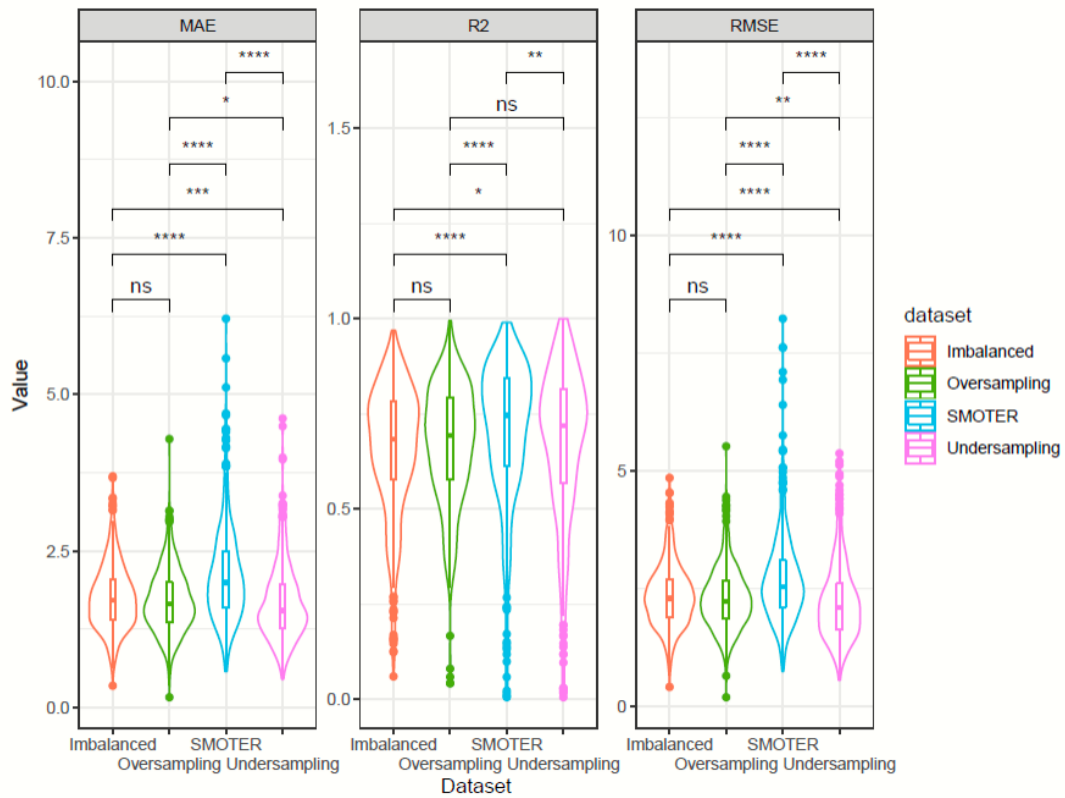 MAE
R2
RMSE
Value
10.0
7.5
5.0
2.5
0.0
****
*
****
***
****
ns
1.5
1.0
0.5
0.0
**
ns
****
*
****
ns
10
5
0
****
**
****
****
****
ns
Imbalanced SMOTER
Oversampling Undersampling
Imbalanced SMOTER
Oversampling Undersampling
Imbalanced SMOTER
Oversampling Undersampling
Dataset
dataset
Imbalanced
Oversampling
SMOTER
Undersampling